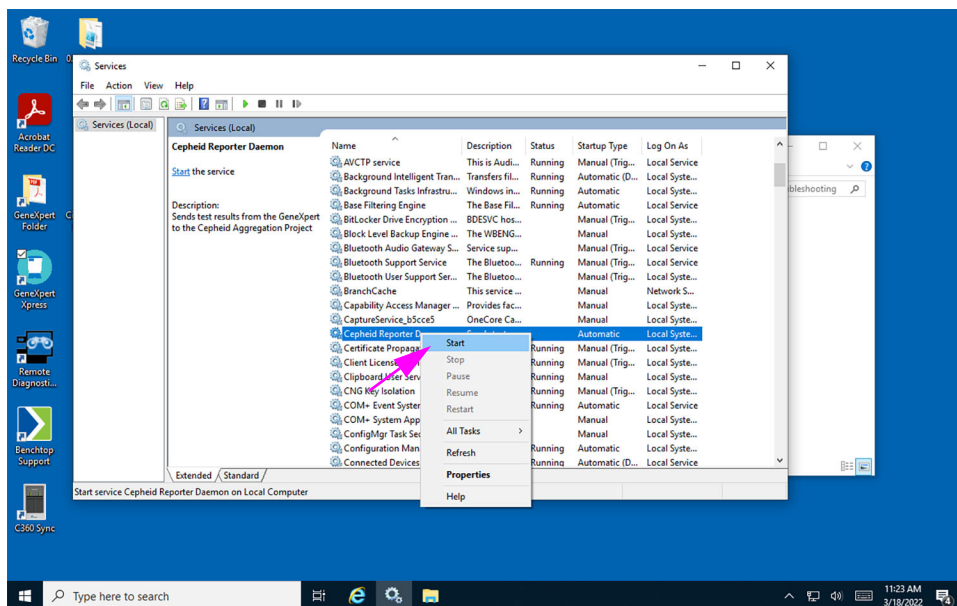 Recycle Bin
Acrobat
Reader DC
GeneXpert
Folder
GeneXpert
Xpress
Remote
Diagnosti...
Benchtop
Support
C360 Sync
Services
File Action View Help
Services (Local)
Services (Local)
Cepheid Reporter Daemon
Start the service
Description:
Sends test results from the GeneXpert
to the Cepheid Aggregation Project
Name Description Status Startup Type Log On As
AVCTP service This is Audi... Running Manual (Trig... Local Service
Background Intelligent Tran... Transfers fil... Running Automatic (D... Local Syste...
Background Tasks Infrastru... Windows in... Running Automatic Local Syste...
Base Filtering Engine The Base Fil... Running Automatic Local Service
BitLocker Drive Encryption ... BDESVC hos... Manual (Trig... Local Syste...
Block Level Backup Engine ... The WBENG... Manual Local Syste...
Bluetooth Audio Gateway S... Service sup... Manual (Trig... Local Service
Bluetooth Support Service The Bluetoo... Running Manual (Trig... Local Service
Bluetooth User Support Ser... The Bluetoo... Manual (Trig... Local Syste...
BranchCache This service ... Manual Network S...
Capability Access Manager ... Provides fac... Manual Local Syste...
CaptureService_b5cce5 OneCore Ca... Manual Local Syste...
Cepheid Reporter D Automatic Local Syste...
Certificate Propaga Running Manual (Trig... Local Syste...
Client License Running Manual (Trig... Local Syste...
Clipboard User Serv Running Manual Local Syste...
CNG Key Isolation Running Manual (Trig... Local Syste...
COM+ Event System Running Automatic Local Service
COM+ System App Manual Local Syste...
ConfigMgr Task Se Manual Local Syste...
Configuration Man Running Automatic Local Syste...
Connected Devices Running Automatic (D... Local Service
Start
Stop
Pause
Resume
Restart
All Tasks
Refresh
Properties
Help
Extended Standard
Start service Cepheid Reporter Daemon on Local Computer
ubleshooting
Type here to search
11:23 AM
3/18/2022
4